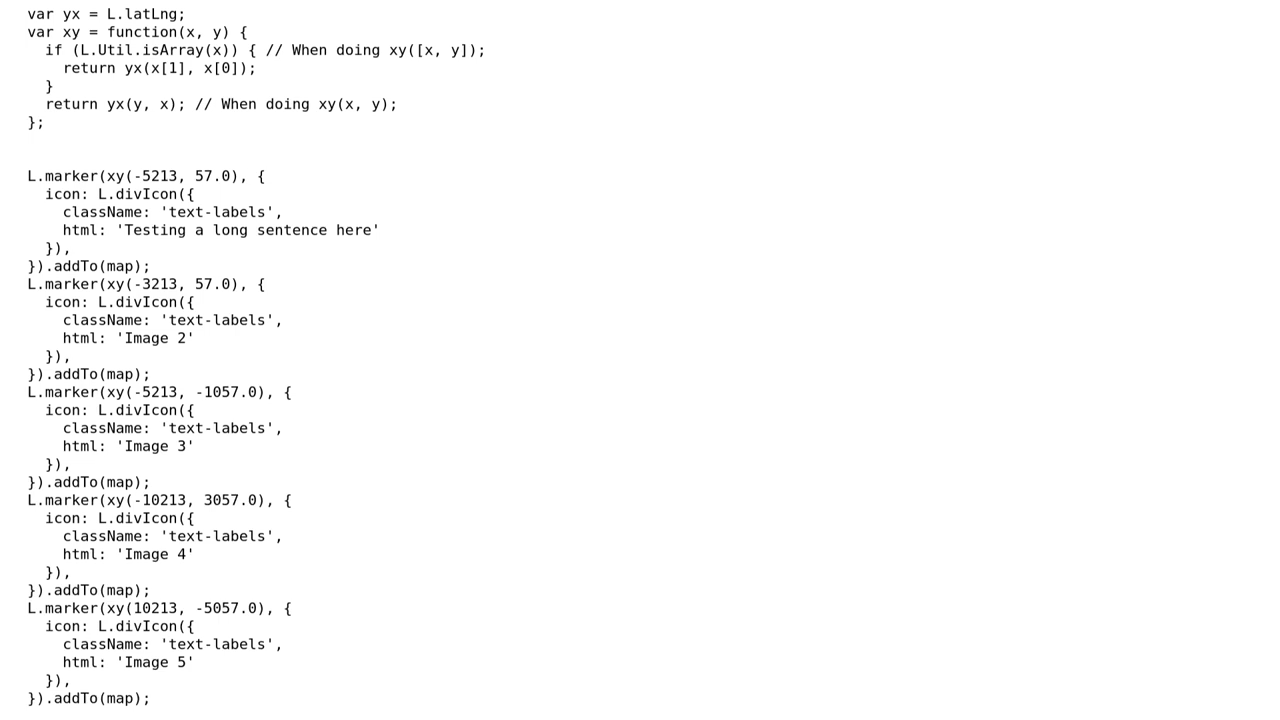 var yx = L.latLng;
var xy = function(x, y) {
  if (L.Util.isArray(x)) { // When doing xy([x, y]);
    return yx(x[1], x[0]);
  }
  return yx(y, x); // When doing xy(x, y);
};


L.marker(xy(-5213, 57.0), {
  icon: L.divIcon({
    className: 'text-labels',
    html: 'Testing a long sentence here'
  }),
}).addTo(map);
L.marker(xy(-3213, 57.0), {
  icon: L.divIcon({
    className: 'text-labels',
    html: 'Image 2'
  }),
}).addTo(map);
L.marker(xy(-5213, -1057.0), {
  icon: L.divIcon({
    className: 'text-labels',
    html: 'Image 3'
  }),
}).addTo(map);
L.marker(xy(-10213, 3057.0), {
  icon: L.divIcon({
    className: 'text-labels',
    html: 'Image 4'
  }),
}).addTo(map);
L.marker(xy(10213, -5057.0), {
  icon: L.divIcon({
    className: 'text-labels',
    html: 'Image 5'
  }),
}).addTo(map);